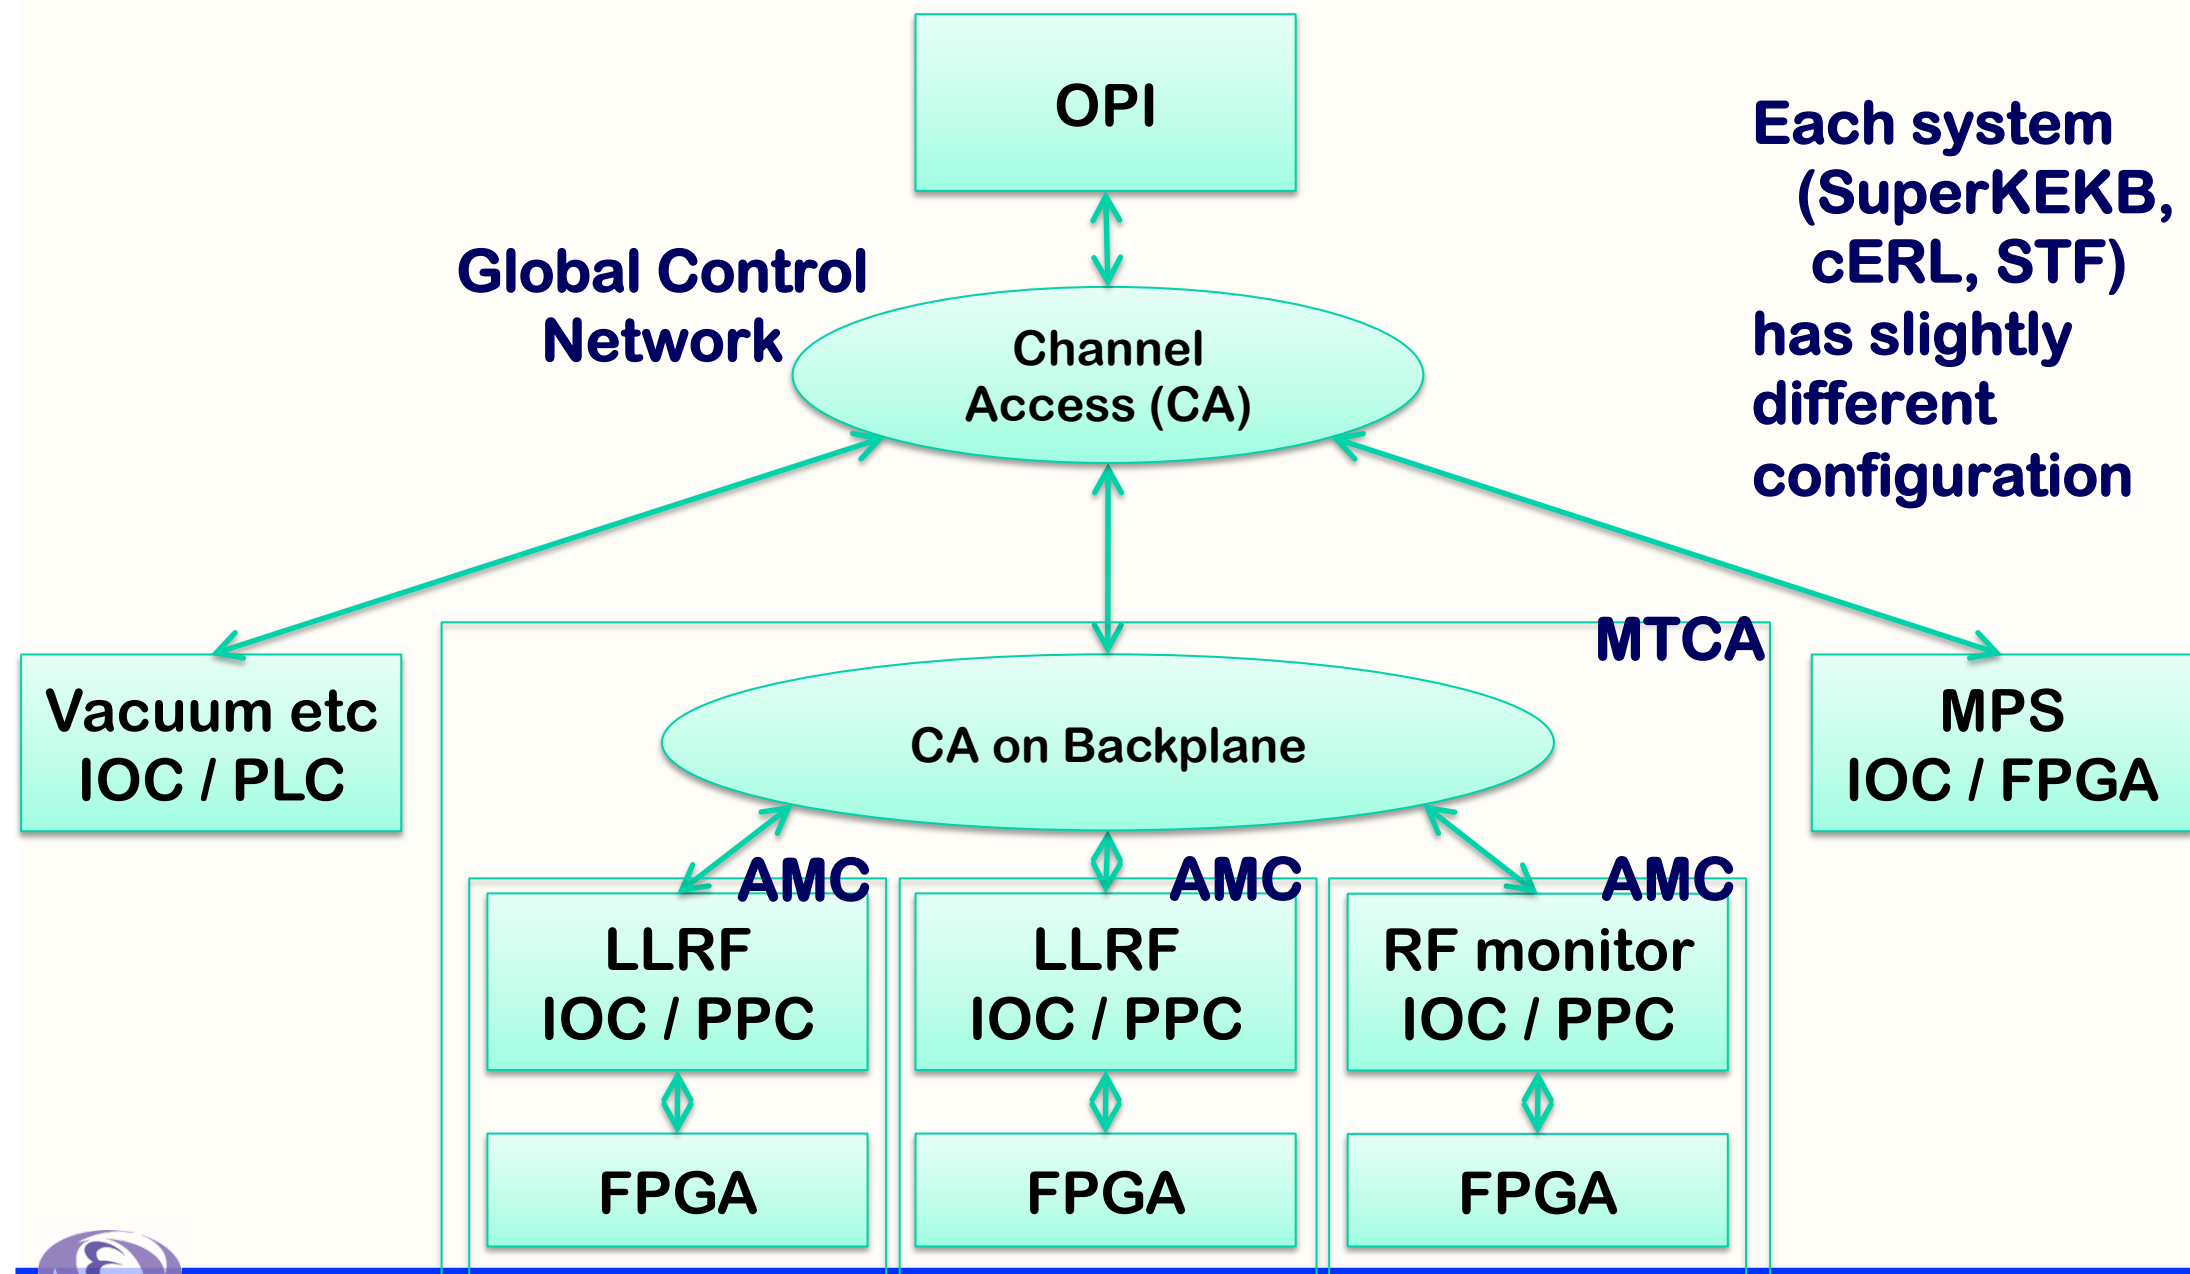 OPI
Each system
(SuperKEKB,
cERL, STF)
has slightly
different
configuration
Global Control
Network
Channel
Access (CA)
MTCA
Vacuum etc
IOC / PLC
CA on Backplane
MPS
IOC / FPGA
AMC
AMC
AMC
LLRF
IOC / PPC
LLRF
IOC / PPC
RF monitor
IOC / PPC
FPGA
FPGA
FPGA